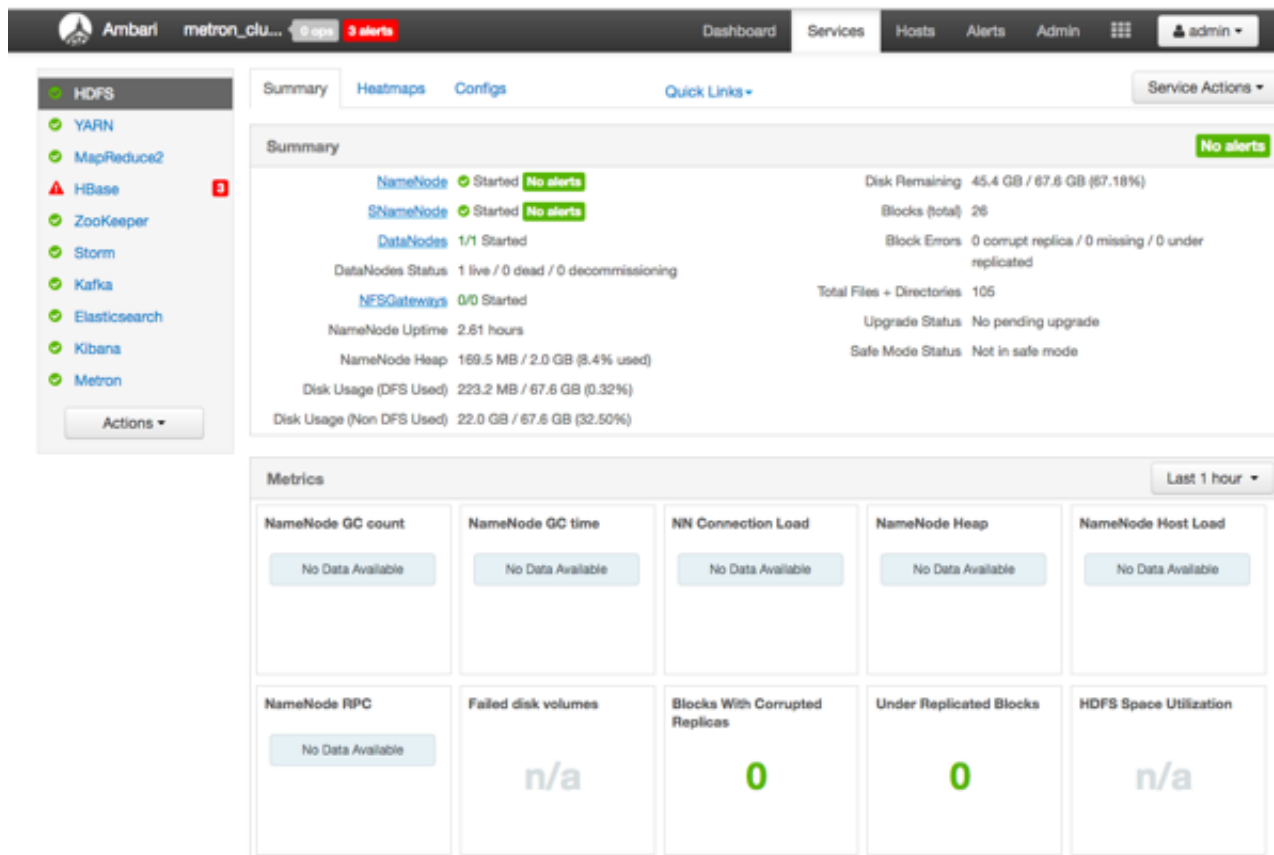 Ambari metron_clu... 0 ops 3 alerts Dashboard Services Hosts Alerts Admin admin
HDFS
YARN
MapReduce2
HBase 3
ZooKeeper
Storm
Kafka
Elasticsearch
Kibana
Metron
Actions
Summary Heatmaps Configs Quick Links Service Actions
Summary No alerts
NameNode Started No alerts
SNameNode Started No alerts
DataNodes 1/1 Started
DataNodes Status 1 live / 0 dead / 0 decommissioning
NFSGateways 0/0 Started
NameNode Uptime 2.61 hours
NameNode Heap 169.5 MB / 2.0 GB (8.4% used)
Disk Usage (DFS Used) 223.2 MB / 67.6 GB (0.32%)
Disk Usage (Non DFS Used) 22.0 GB / 67.6 GB (32.50%)
Disk Remaining 45.4 GB / 67.6 GB (67.18%)
Blocks (total) 26
Block Errors 0 corrupt replica / 0 missing / 0 under
replicated
Total Files + Directories 105
Upgrade Status No pending upgrade
Safe Mode Status Not in safe mode
Metrics Last 1 hour
NameNode GC count
No Data Available
NameNode GC time
No Data Available
NN Connection Load
No Data Available
NameNode Heap
No Data Available
NameNode Host Load
No Data Available
NameNode RPC
No Data Available
Failed disk volumes
n/a
Blocks With Corrupted
Replicas
0
Under Replicated Blocks
0
HDFS Space Utilization
n/a